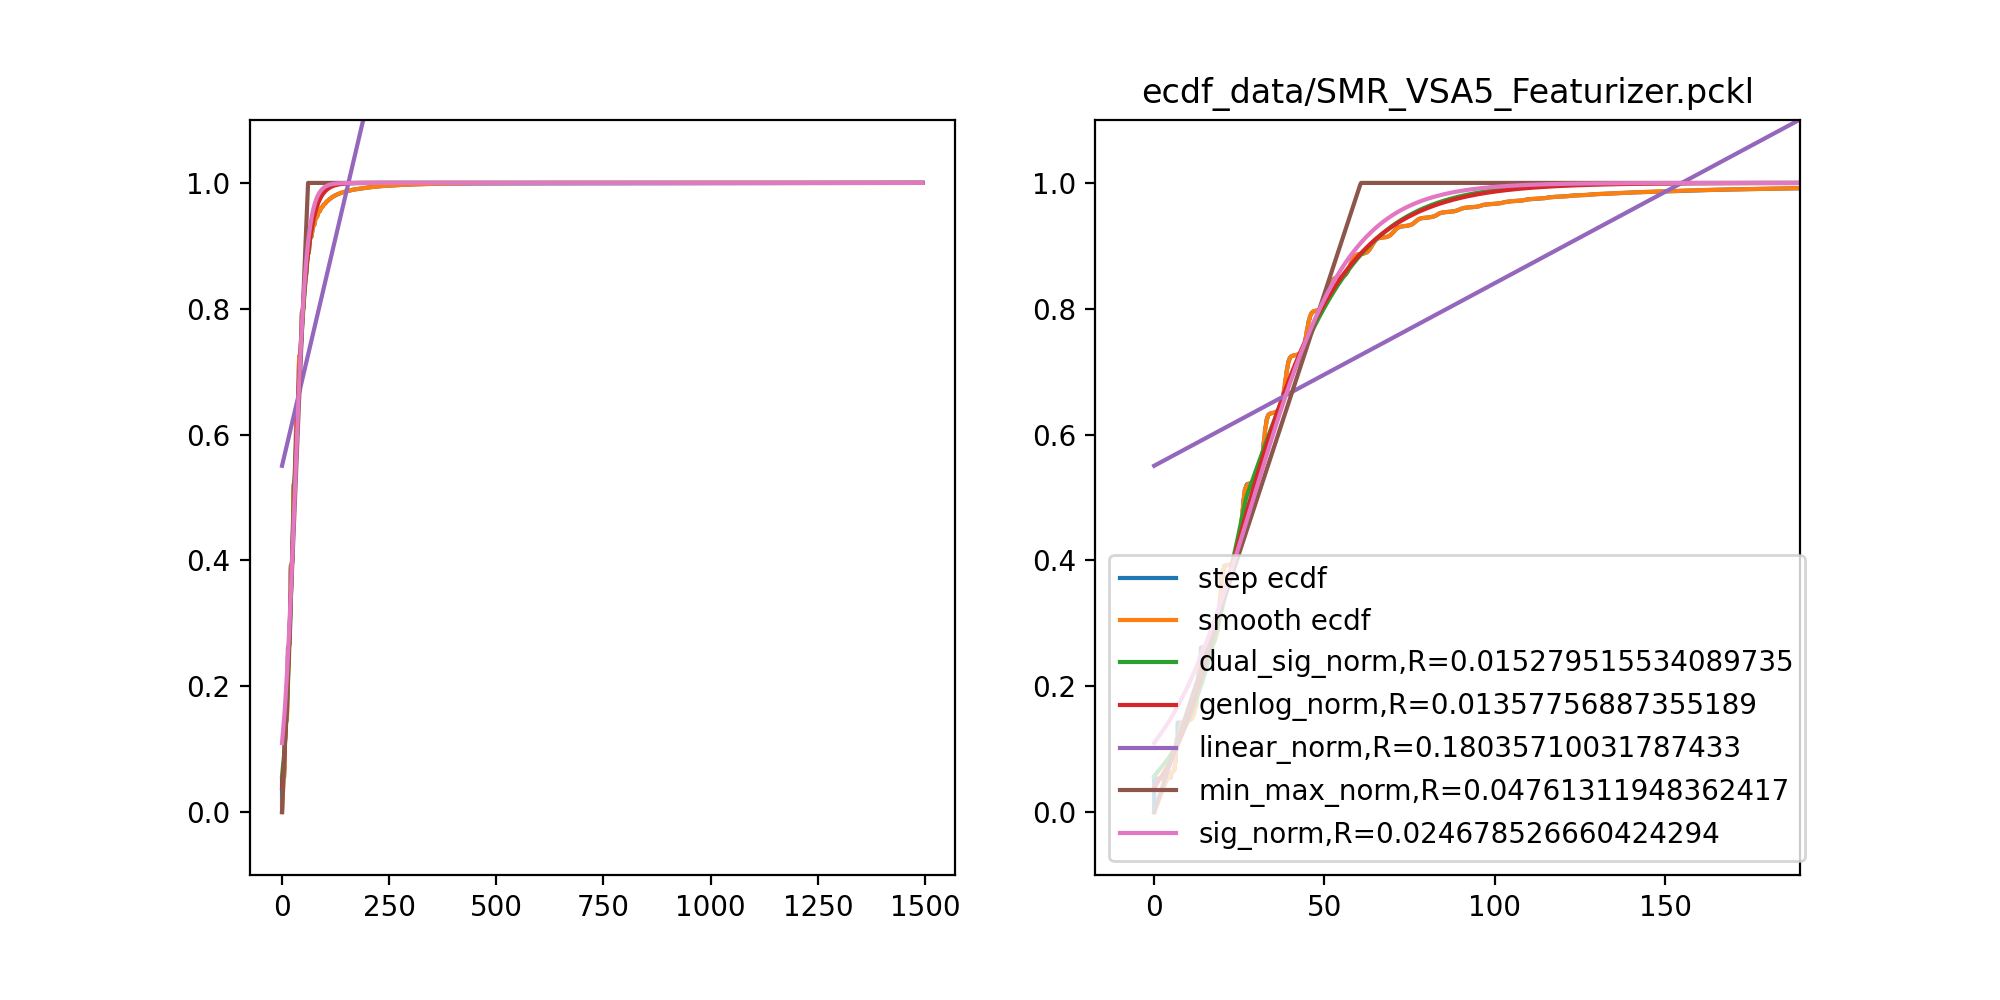 ecdf_data/SMR_VSA5_Featurizer.pckl
1.0
0.8
0.6
0.4
0.2
0.0
0 250 500 750 1000 1250 1500
1.0
0.8
0.6
0.4
0.2
0.0
step ecdf
smooth ecdf
dual_sig_norm,R=0.015279515534089735
genlog_norm,R=0.01357756887355189
linear_norm,R=0.18035710031787433
min_max_norm,R=0.04761311948362417
sig_norm,R=0.024678526660424294
0 50 100 150